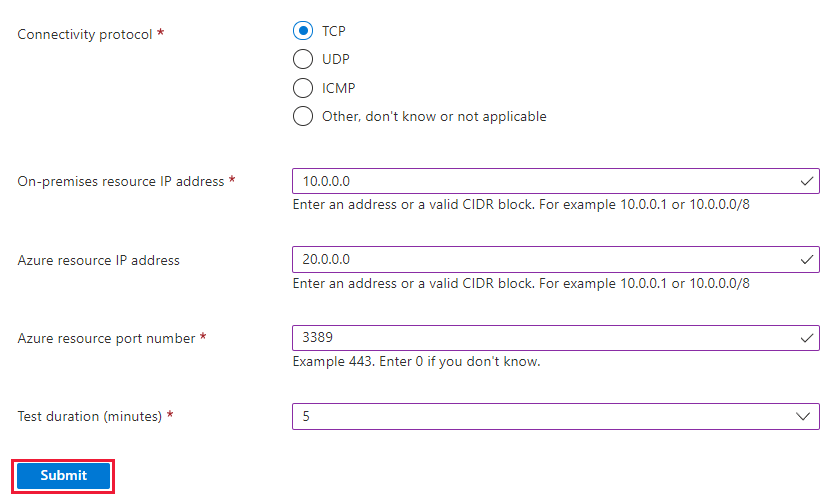 Connectivity protocol *
TCP
UDP
ICMP
Other, don't know or not applicable
On-premises resource IP address *
10.0.0.0
Enter an address or a valid CIDR block. For example 10.0.0.1 or 10.0.0.0/8
Azure resource IP address
20.0.0.0
Enter an address or a valid CIDR block. For example 10.0.0.1 or 10.0.0.0/8
Azure resource port number *
3389
Example 443. Enter 0 if you don't know.
Test duration (minutes) *
5
Submit